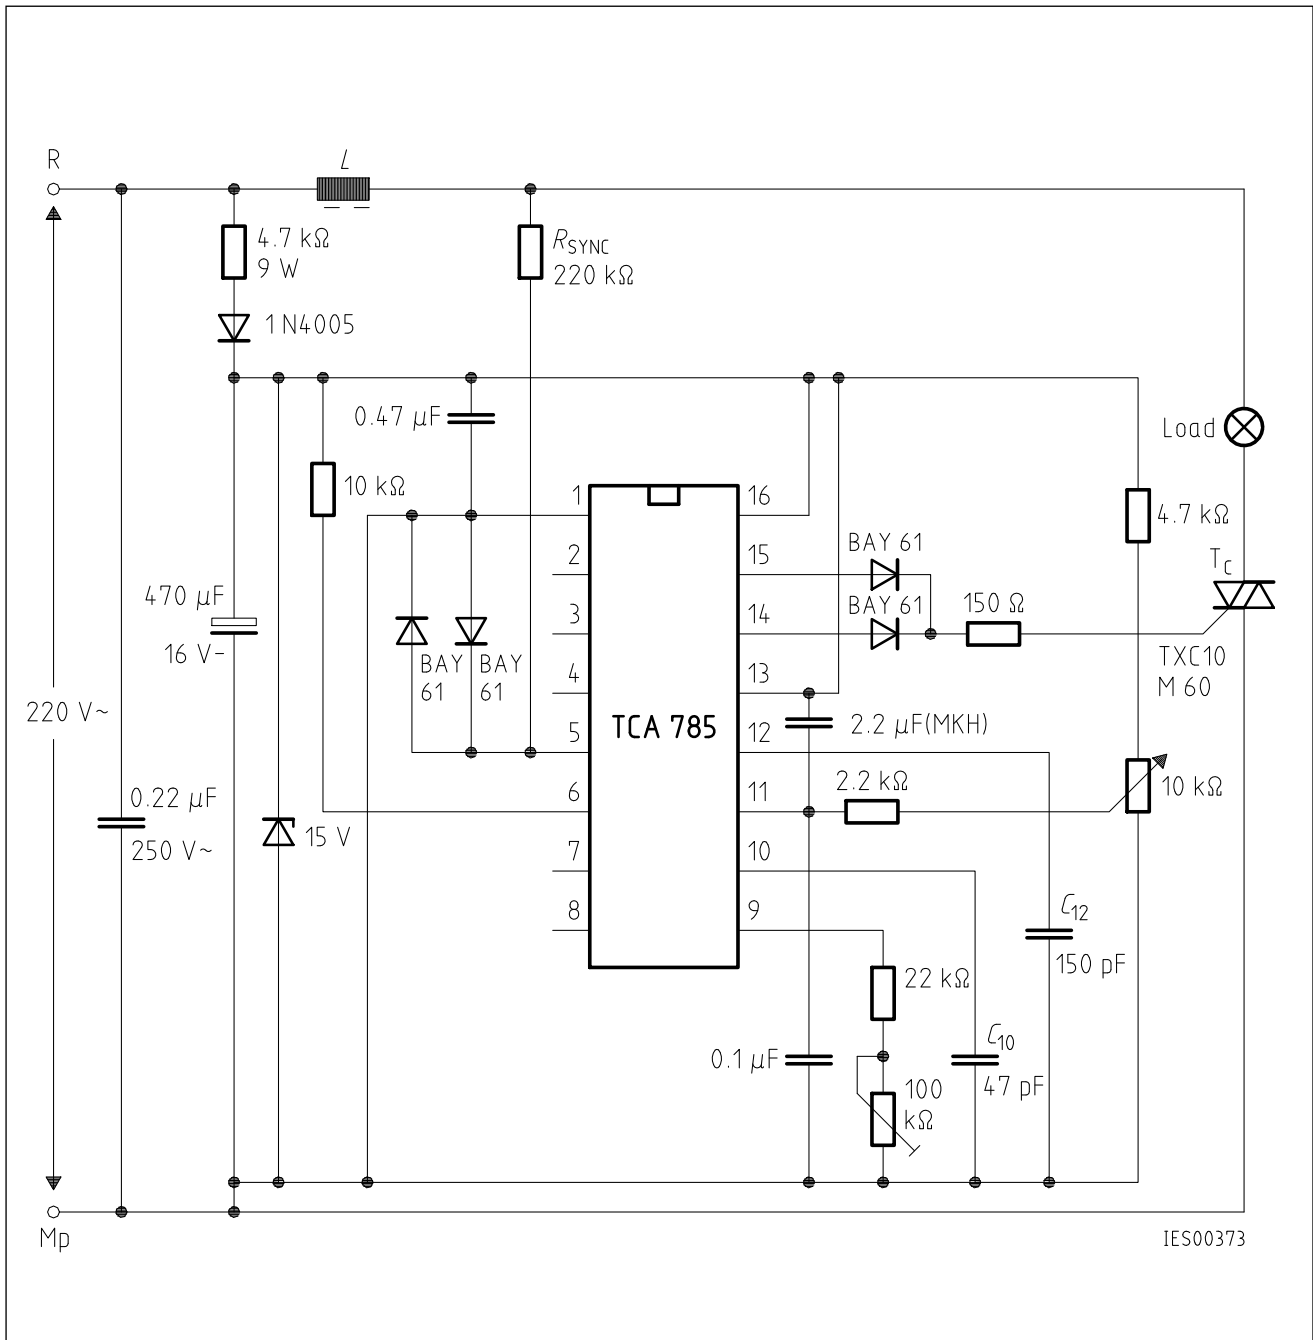 R
L
4.7 kΩ
9 W
R SYNC
220 kΩ
1 N4005
0.47 µF
Load
10 kΩ
1
16
4.7 kΩ
BAY 61
2
15
T C
470 µF
16 V-
BAY 61
150 Ω
3
14
BAY
61
BAY
61
TXC10
M 60
4
13
220 V~
TCA 785
2.2 µF(MKH)
5
12
2.2 kΩ
10 kΩ
0.22 µF
250 V~
6
11
15 V
7
10
8
9
C12
150 pF
22 kΩ
C10
47 pF
0.1 µF
100
kΩ
Mp
IES00373